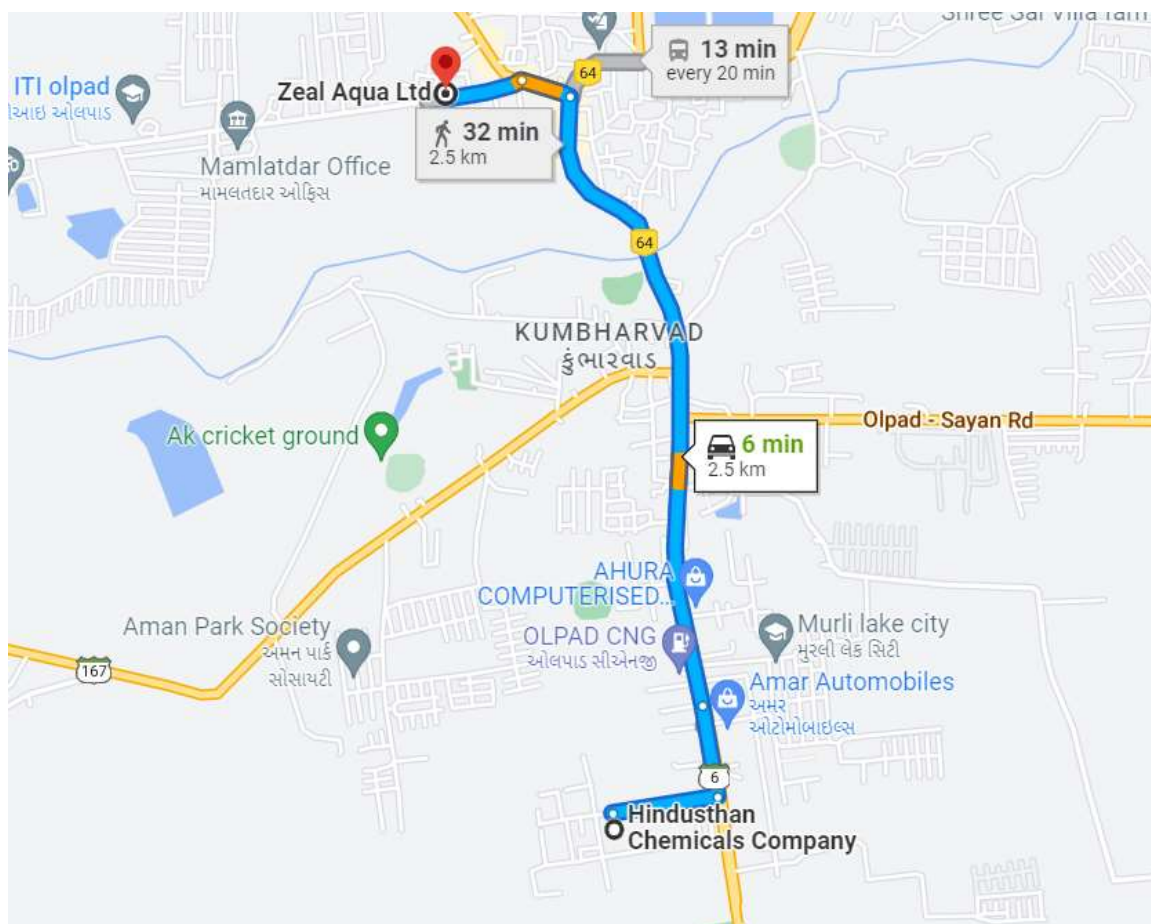 Shree Sai Villa Tam
13 min
every 20 min
64
ITI olpad
ીઆઇ ઓલપાડ
Zeal Aqua Ltd
32 min
2.5 km
Mamlatdar Office
મામલતદાર ઓફિસ
64
KUMBHARVAD
કુંભારવાડ
Olpad - Sayan Rd
Ak cricket ground
6 min
2.5 km
AHURA
COMPUTERISED...
Aman Park Society
અમન પાર્ક
સોસાયટી
OLPAD CNG
ઓલપાડ સીએનજી
Murli lake city
મુરલી લેક સિટી
167
Amar Automobiles
અમર
ઓટોમોબાઇલ્સ
6
Hindusthan
Chemicals Company